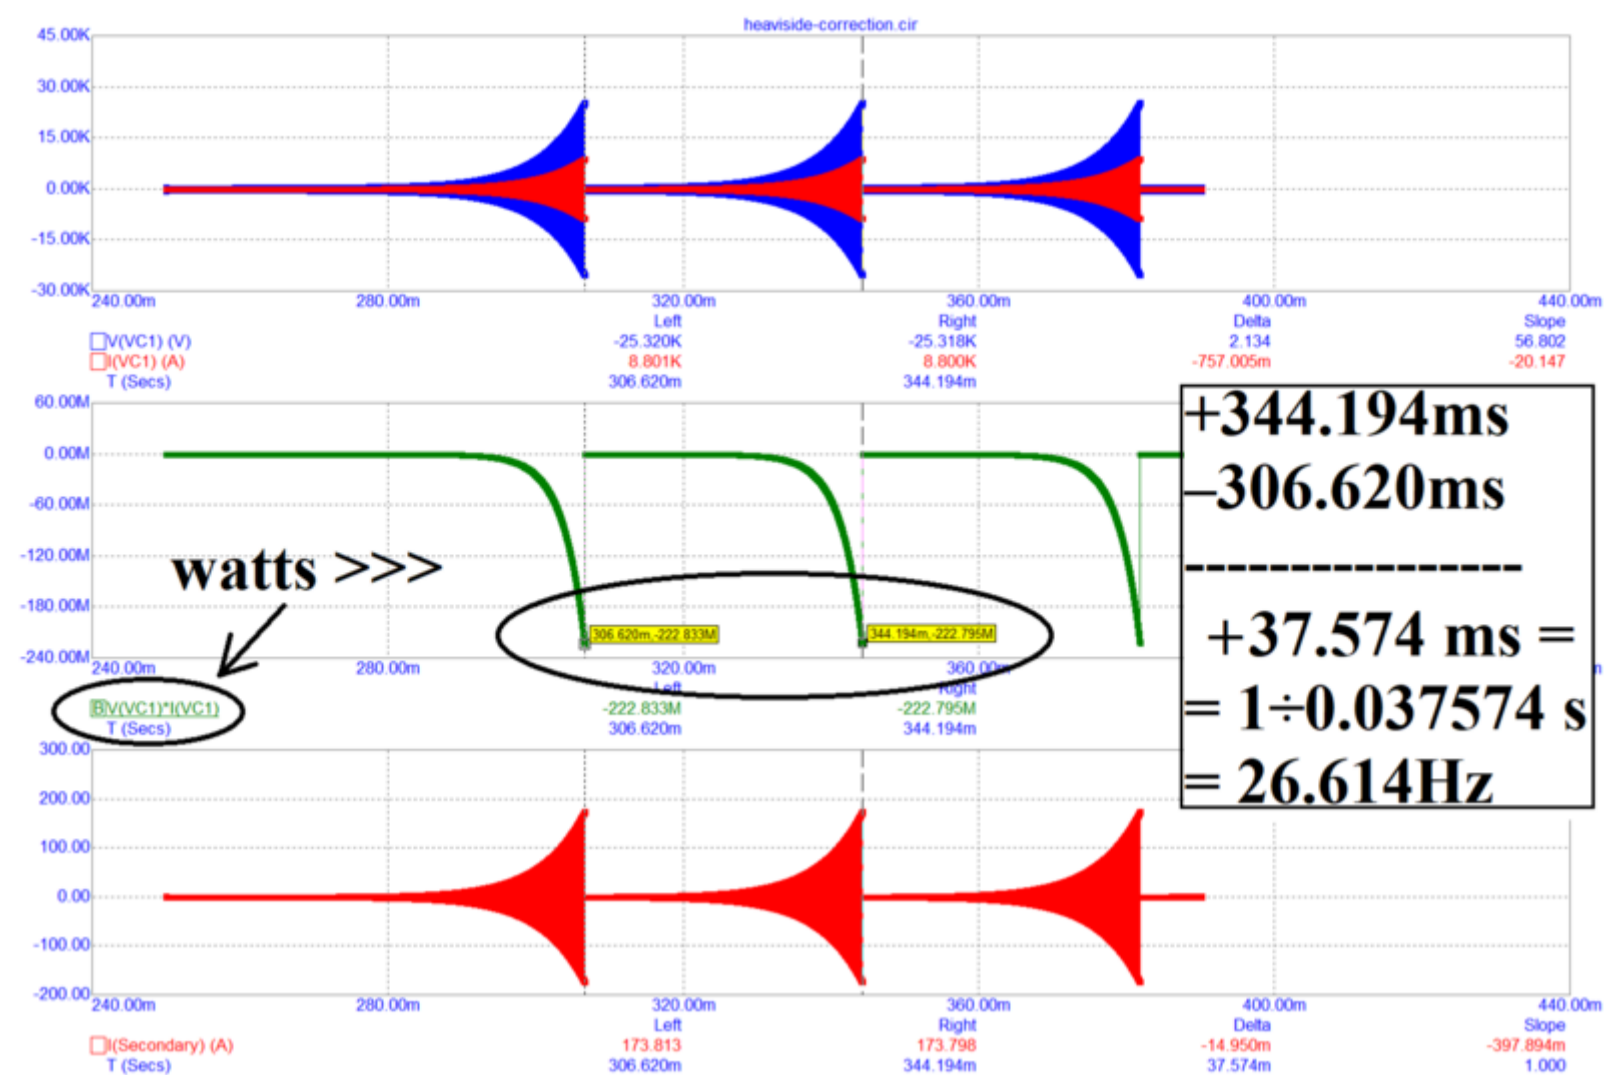 heaviside-correction.cir
45.00K
30.00K
15.00K
0.00K
-15.00K
-30.00K
240.00m 280.00m 320.00m 360.00m 400.00m 440.00m
Left Right Delta Slope
V(VC1) (V) -25.320K -25.318K 2.134 56.802
I(VC1) (A) 8.801K 8.800K -757.005m -20.147
T (Secs) 306.620m 344.194m
60.00M
0.00M
-60.00M
-120.00M
-180.00M
-240.00M
watts >>>
306.620m,-222.833M 344.194m,-222.795M
240.00m 280.00m 320.00m 360.00m
Left Right
B V(VC1)*I(VC1) -222.833M -222.795M
T (Secs) 306.620m 344.194m
+344.194ms
–306.620ms
----------------
+37.574 ms =
= 1÷0.037574 s
= 26.614Hz
300.00
200.00
100.00
0.00
-100.00
-200.00
240.00m 280.00m 320.00m 360.00m 400.00m 440.00m
Left Right Delta Slope
I(Secondary) (A) 173.813 173.798 -14.950m -397.894m
T (Secs) 306.620m 344.194m 37.574m 1.000